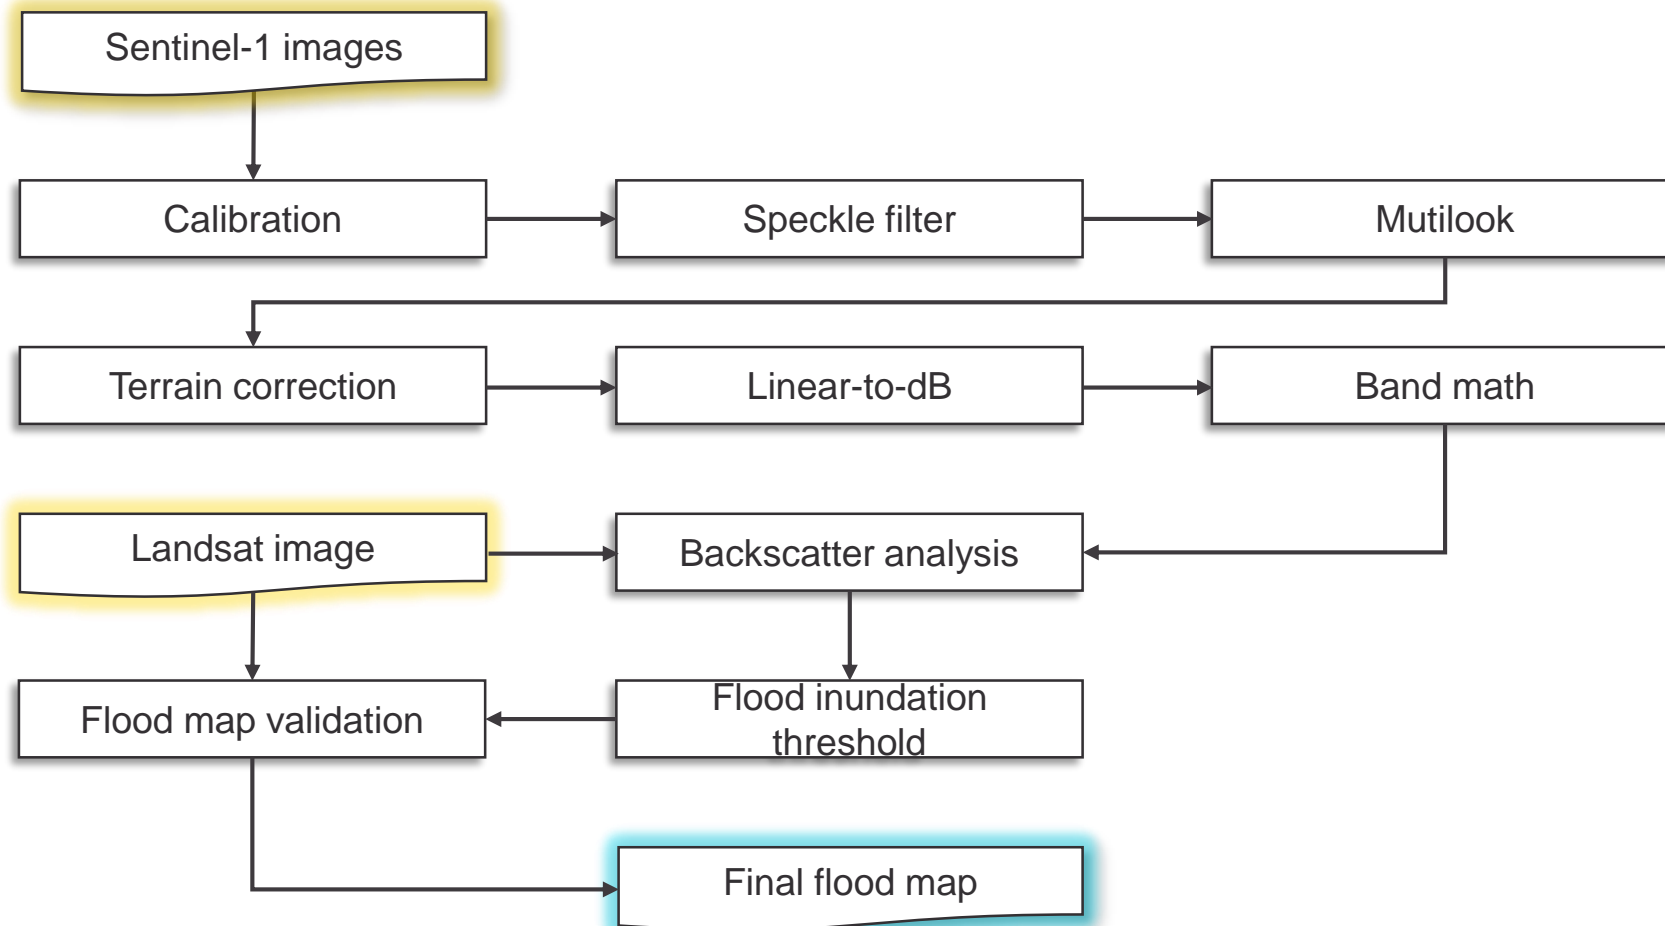 Sentinel-1 images
Calibration
Speckle filter
Mutilook
Terrain correction
Linear-to-dB
Band math
Landsat image
Backscatter analysis
Flood map validation
Flood inundation
threshold
Final flood map